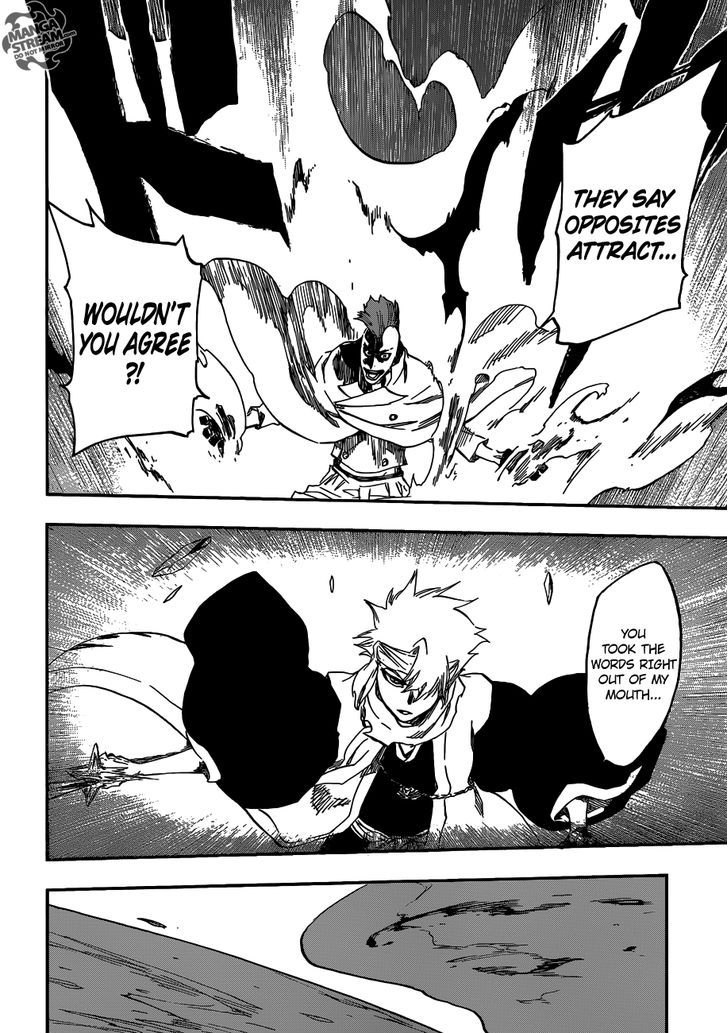 MANGA
STREAM
DO NOT MIRROR
THEY SAY
OPPOSITES
ATTRACT...
WOULDN'T
YOU AGREE
?!
YOU
TOOK THE
WORDS RIGHT
OUT OF MY
MOUTH...